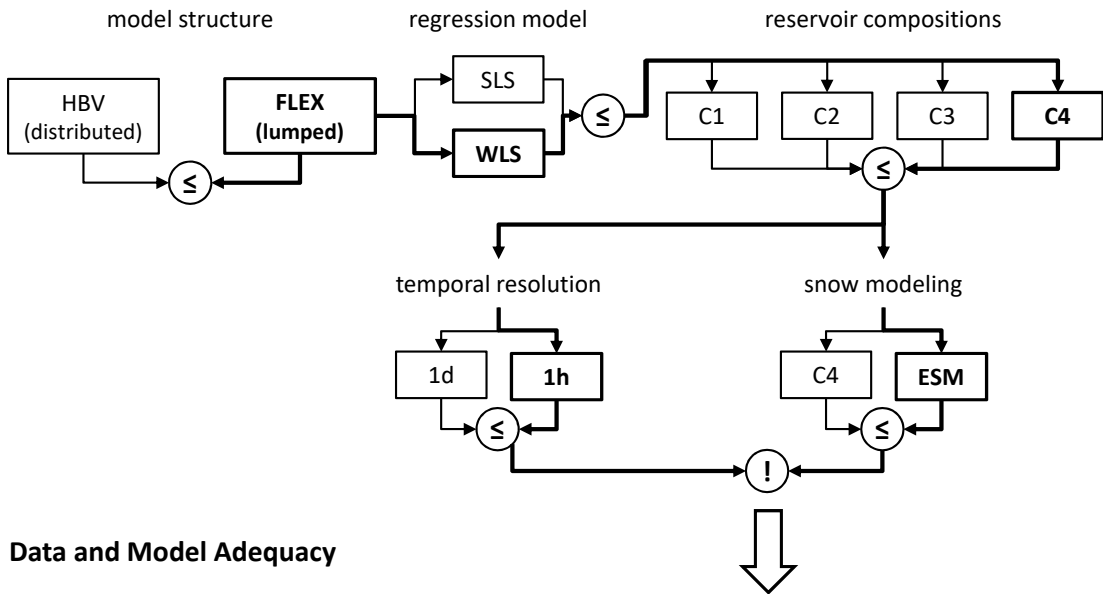 model structure
regression model
reservoir compositions
HBV
(distributed)
FLEX
(lumped)
SLS
WLS
≤
≤
C1
C2
C3
C4
≤
temporal resolution
snow modeling
1d
1h
C4
ESM
≤
≤
!
Data and Model Adequacy